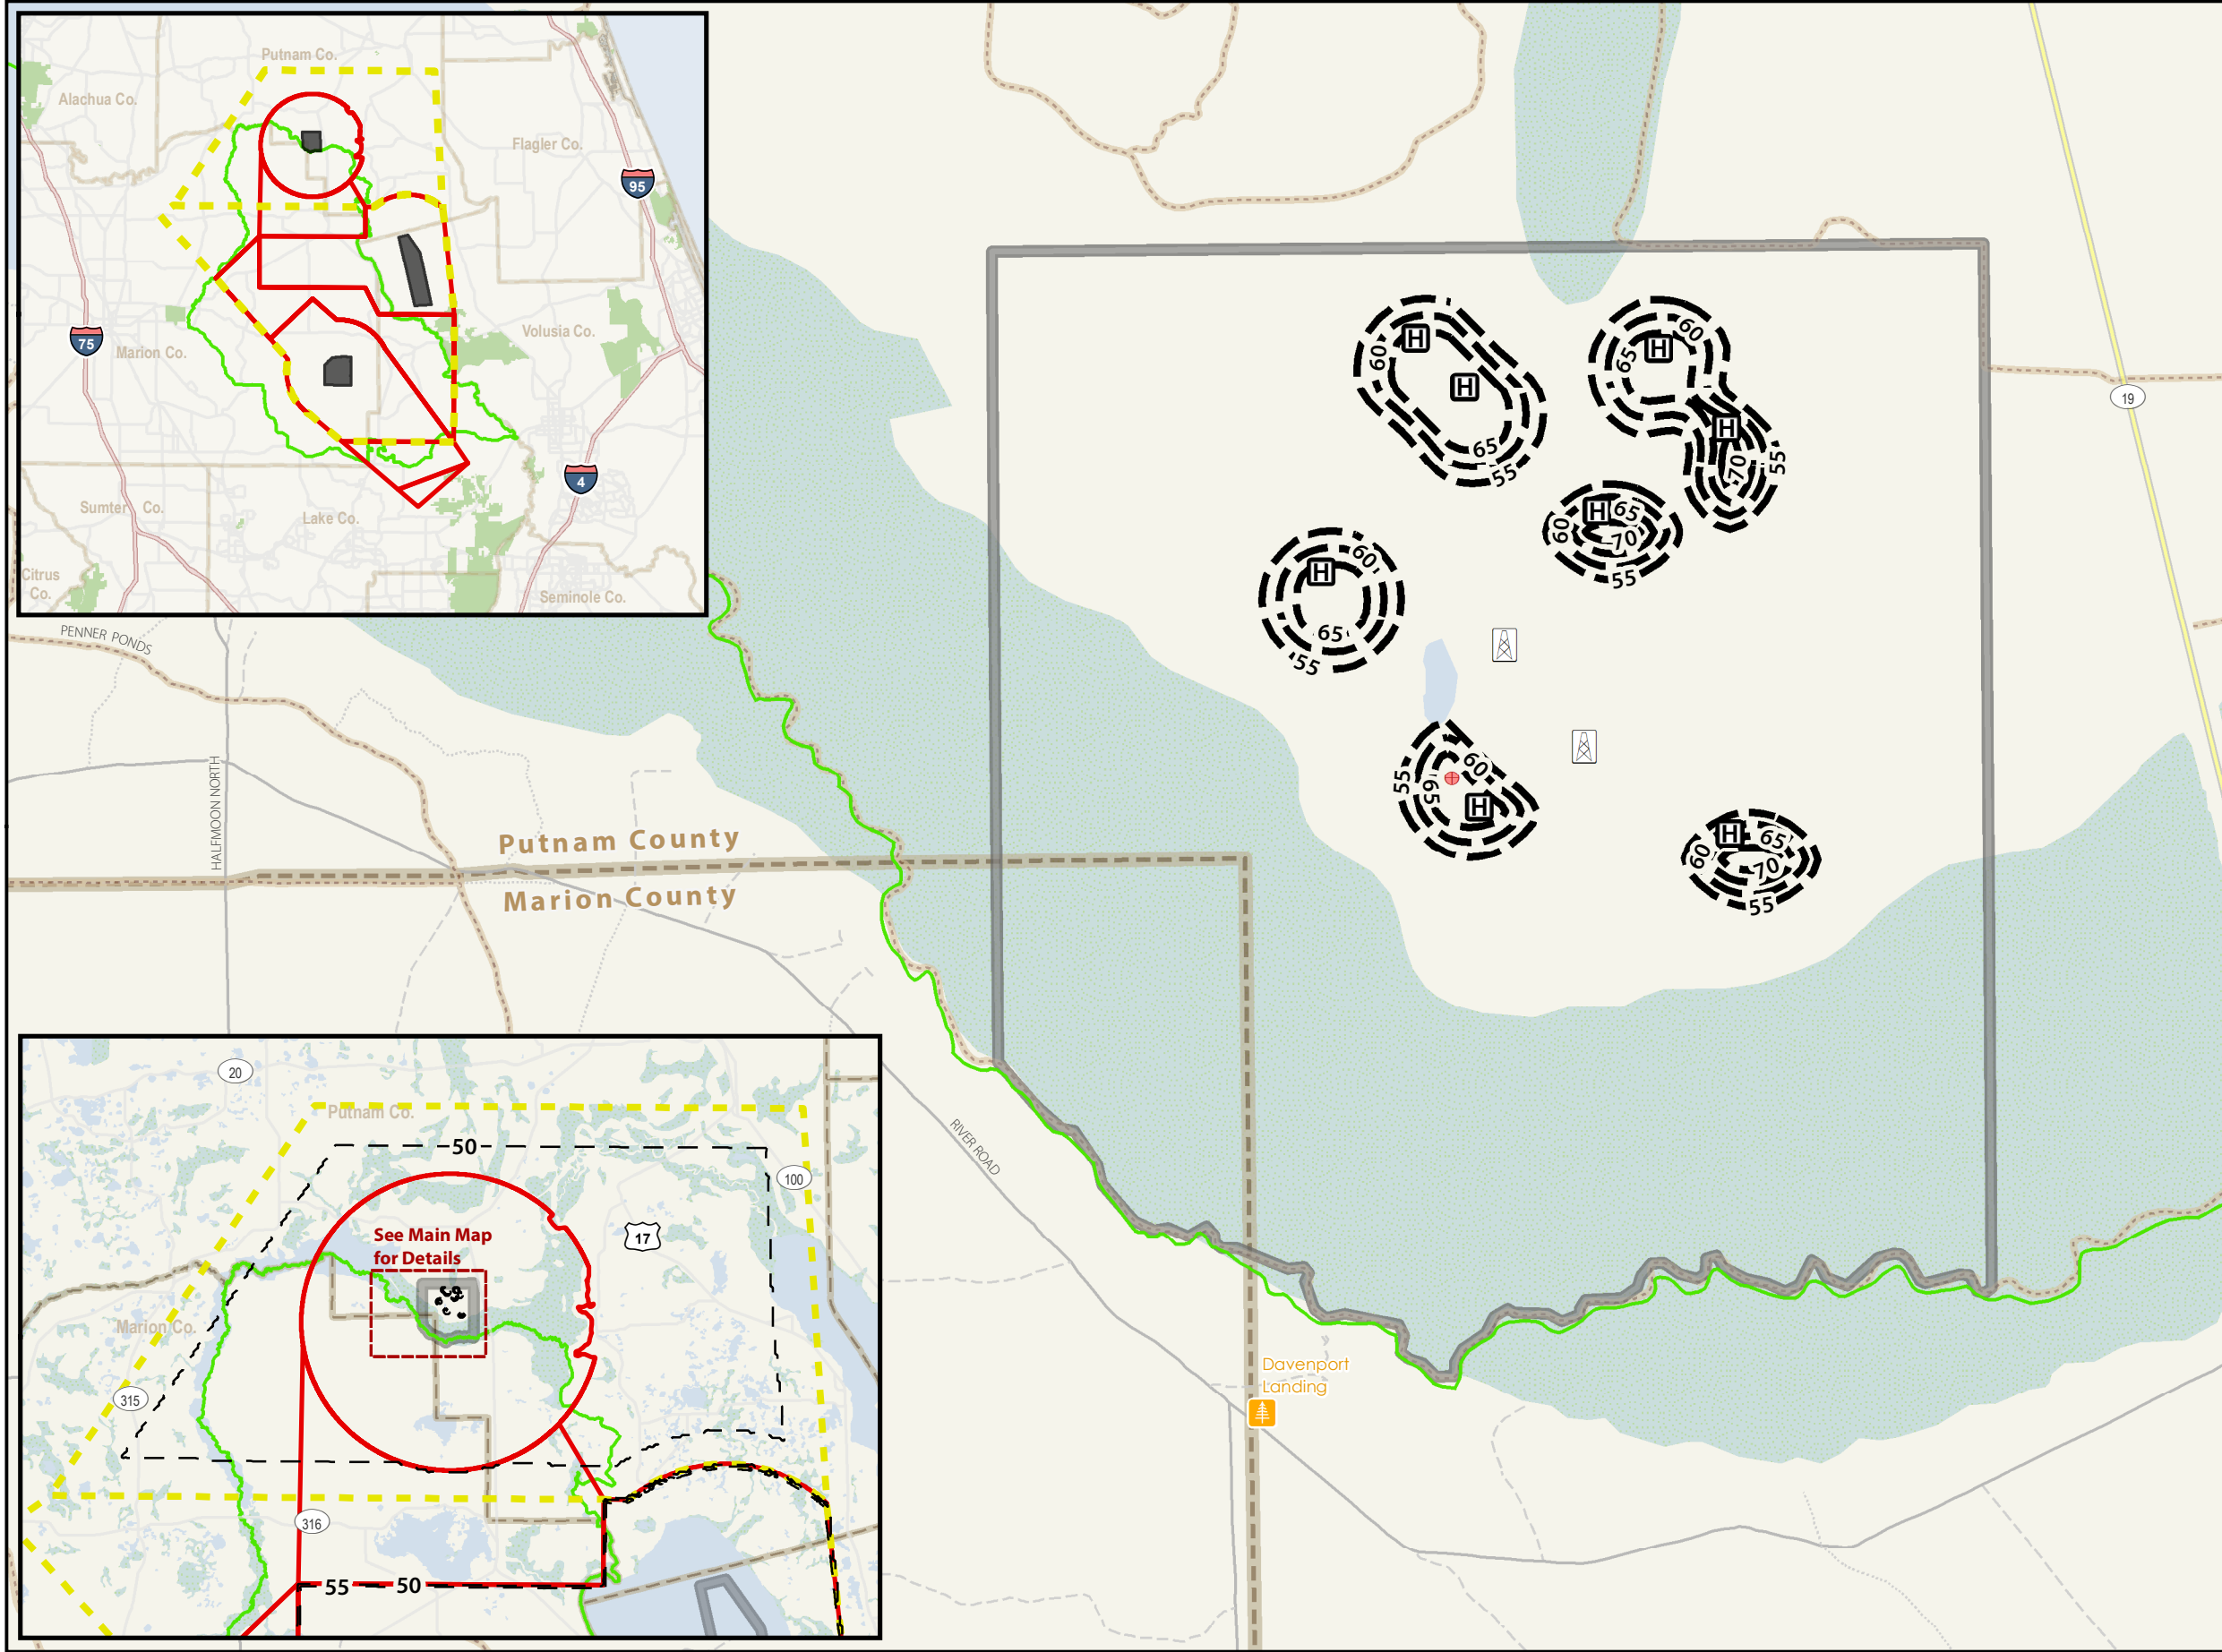 Putnam Co.
Alachua Co.
Flagler Co.
95
75
Marion Co.
Volusia Co.
4
Sumter Co.
Lake Co.
Citrus
Co.
Seminole Co.
PENNER PONDS
HALFMOON NORTH
Putnam County
Marion County
RIVER ROAD
Davenport
Landing
19
H
H
60
65
55
H
60
65
H
70
55
H
65
60
70
55
H
60
65
55
H
60
65
55
H
65
60
70
55
20
Putnam Co.
50
100
17
See Main Map
for Details
Marion Co.
315
316
55
50